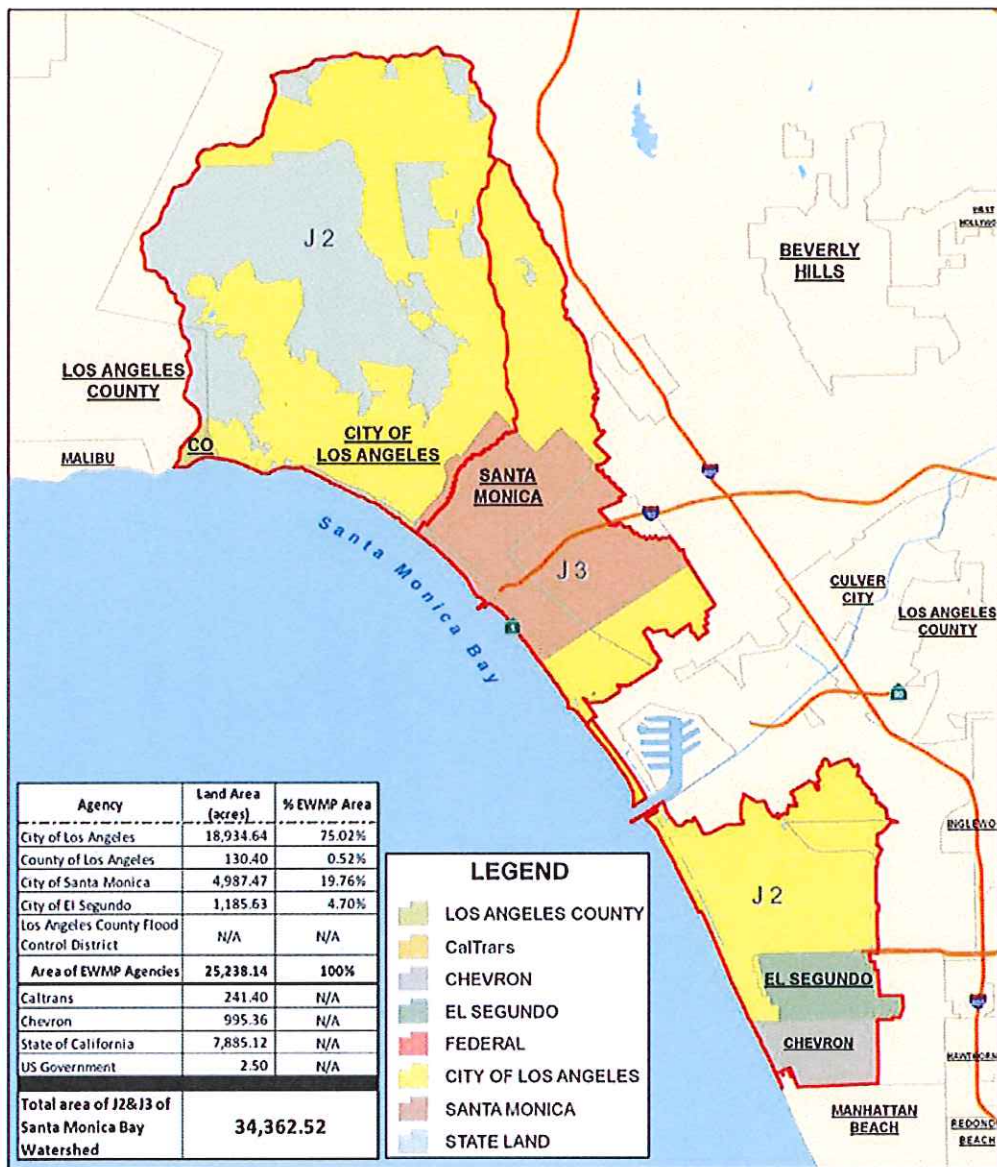 J 2
BEVERLY
HILLS
LOS ANGELES
COUNTY
CO
MALIBU
CITY OF
LOS ANGELES
SANTA
MONICA
Santa Monica Bay
J 3
CULVER
CITY
LOS ANGELES
COUNTY
J 2
EL SEGUNDO
CHEVRON
MANHATTAN
BEACH
Agency Land Area (acres) % EWMP Area
City of Los Angeles 18,934.64 75.02%
County of Los Angeles 130.40 0.52%
City of Santa Monica 4,987.47 19.76%
City of El Segundo 1,185.63 4.70%
Los Angeles County Flood
Control District N/A N/A
Area of EWMP Agencies 25,238.14 100%
Caltrans 241.40 N/A
Chevron 995.36 N/A
State of California 7,885.12 N/A
US Government 2.50 N/A
Total area of J2&J3 of
Santa Monica Bay
Watershed
34,362.52
LEGEND
LOS ANGELES COUNTY
CalTrans
CHEVRON
EL SEGUNDO
FEDERAL
CITY OF LOS ANGELES
SANTA MONICA
STATE LAND
INGLEWO
HAWTHORN
REDOND
BEACH